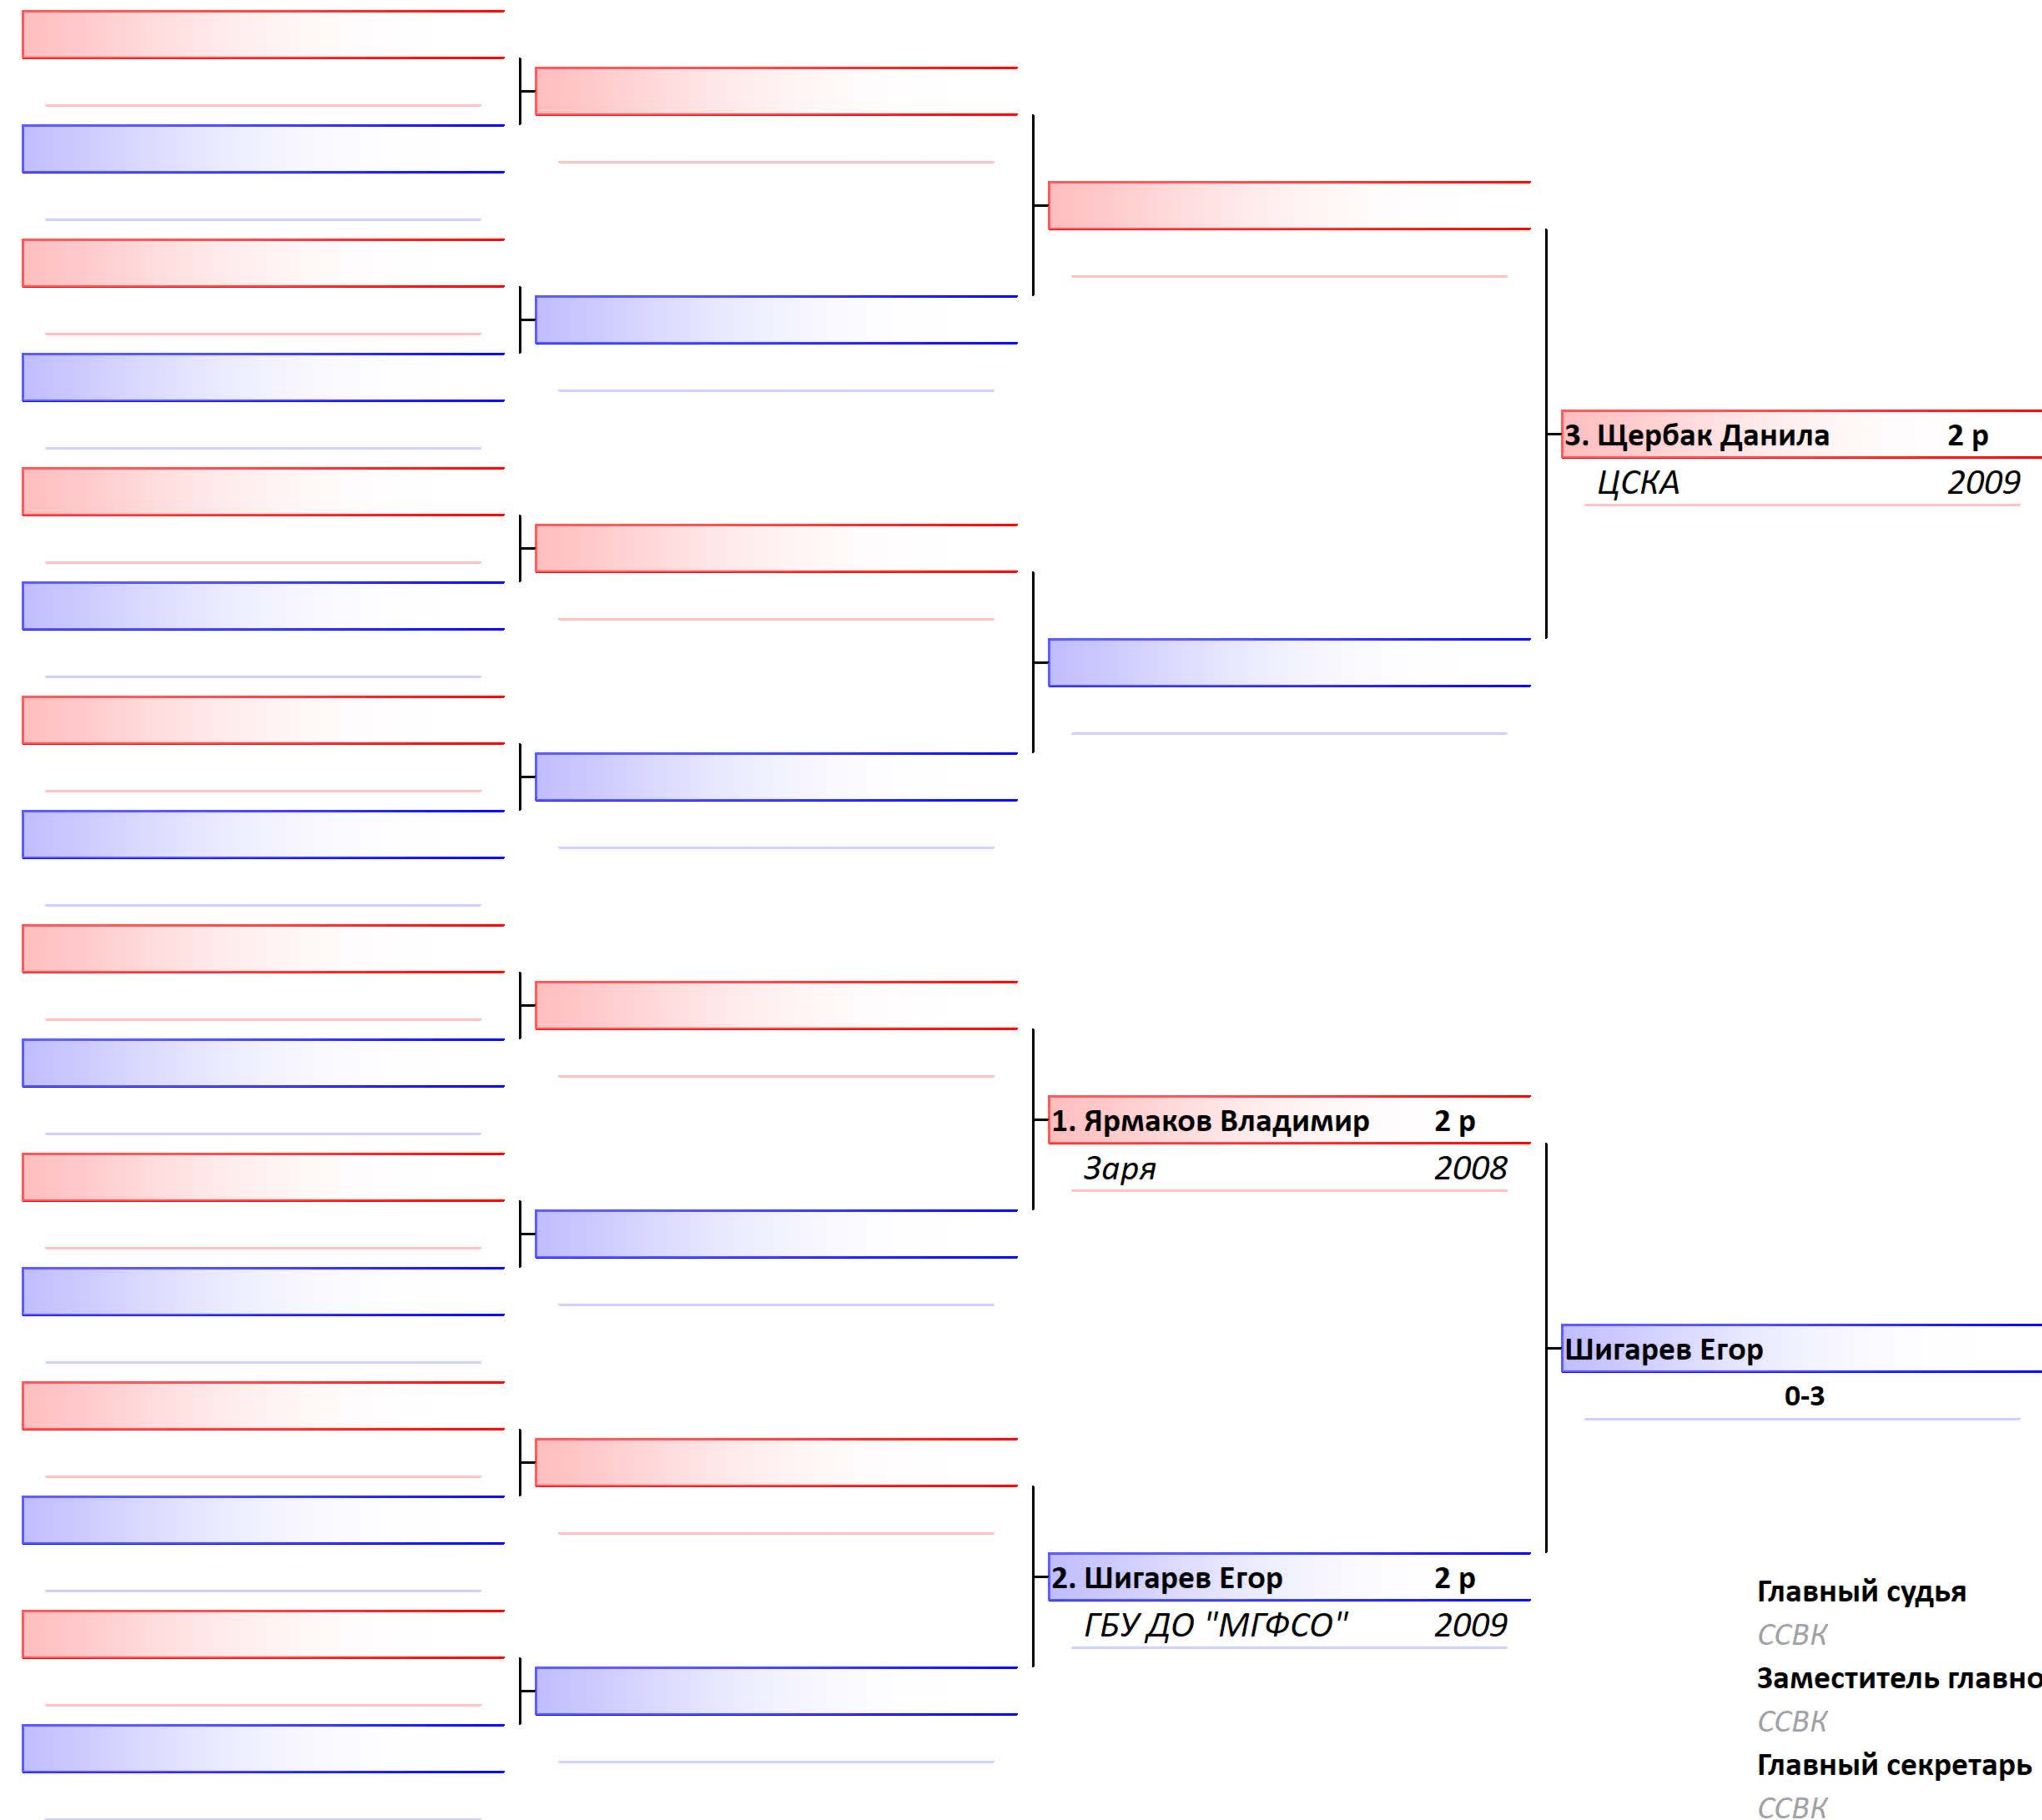 3. Щербак Данила 2 р
ЦСКА 2009
1. Ярмаков Владимир 2 р
Заря 2008
Шигарев Егор
0-3
2. Шигарев Егор 2 р
ГБУ ДО "МГФСО" 2009
Главный судья
ССВК
Заместитель главно
ССВК
Главный секретарь
ССВК